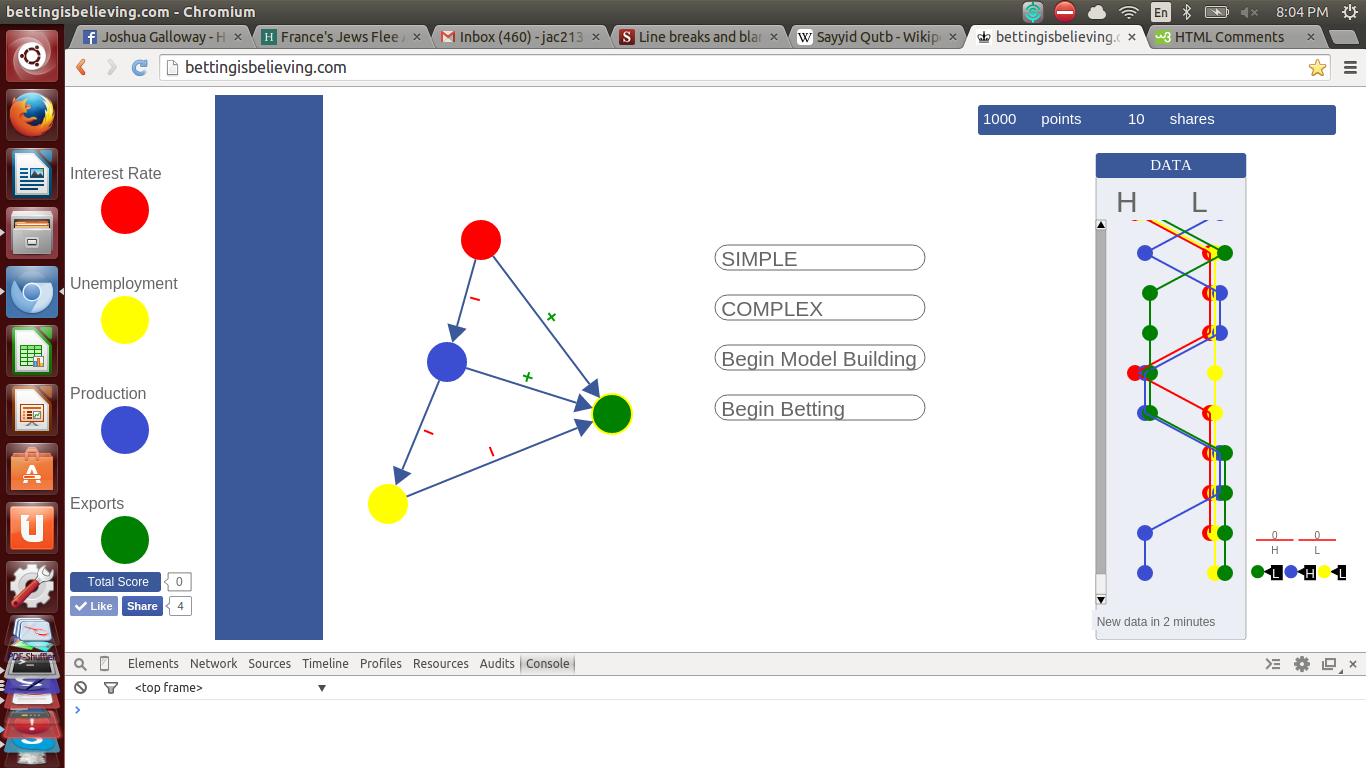 bettingisbelieving.com - Chromium
En
8:04 PM
Joshua Galloway - H
France's Jews Flee A
Inbox (460) - jac213
Line breaks and blan
Sayyid Qutb - Wikipe
bettingisbelieving.c
HTML Comments
bettingisbelieving.com
1000 points 10 shares
DATA
H L
Interest Rate
Unemployment
Production
Exports
SIMPLE
COMPLEX
Begin Model Building
Begin Betting
0 0
H L
L H L
Total Score 0
Like Share 4
New data in 2 minutes
Elements Network Sources Timeline Profiles Resources Audits Console
<top frame>